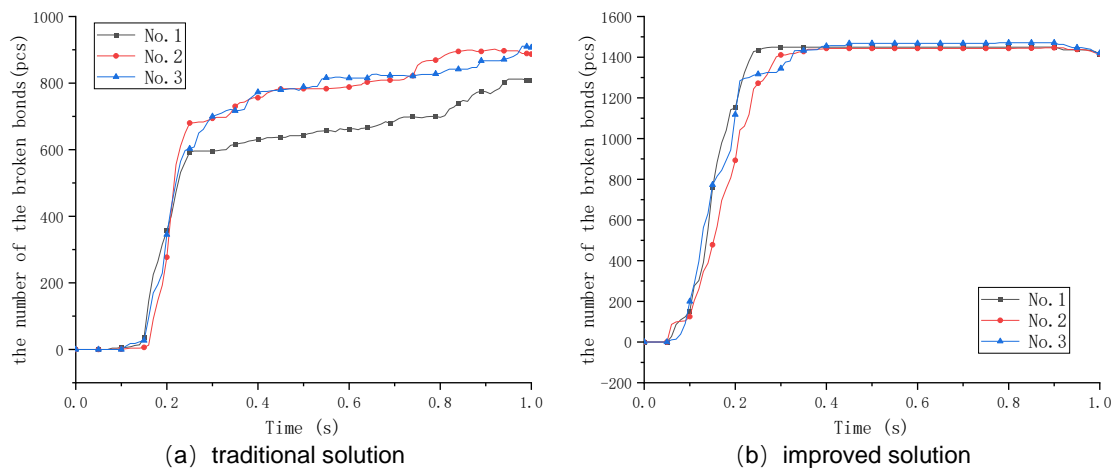 1000
800
600
400
200
0
the number of the broken bonds(pcs)
No.1
No.2
No.3
0.0 0.2 0.4 0.6 0.8 1.0
Time (s)
(a) traditional solution
1600
1400
1200
1000
800
600
400
200
0
-200
the number of the broken bonds(pcs)
No.1
No.2
No.3
0.0 0.2 0.4 0.6 0.8 1.0
Time (s)
(b) improved solution